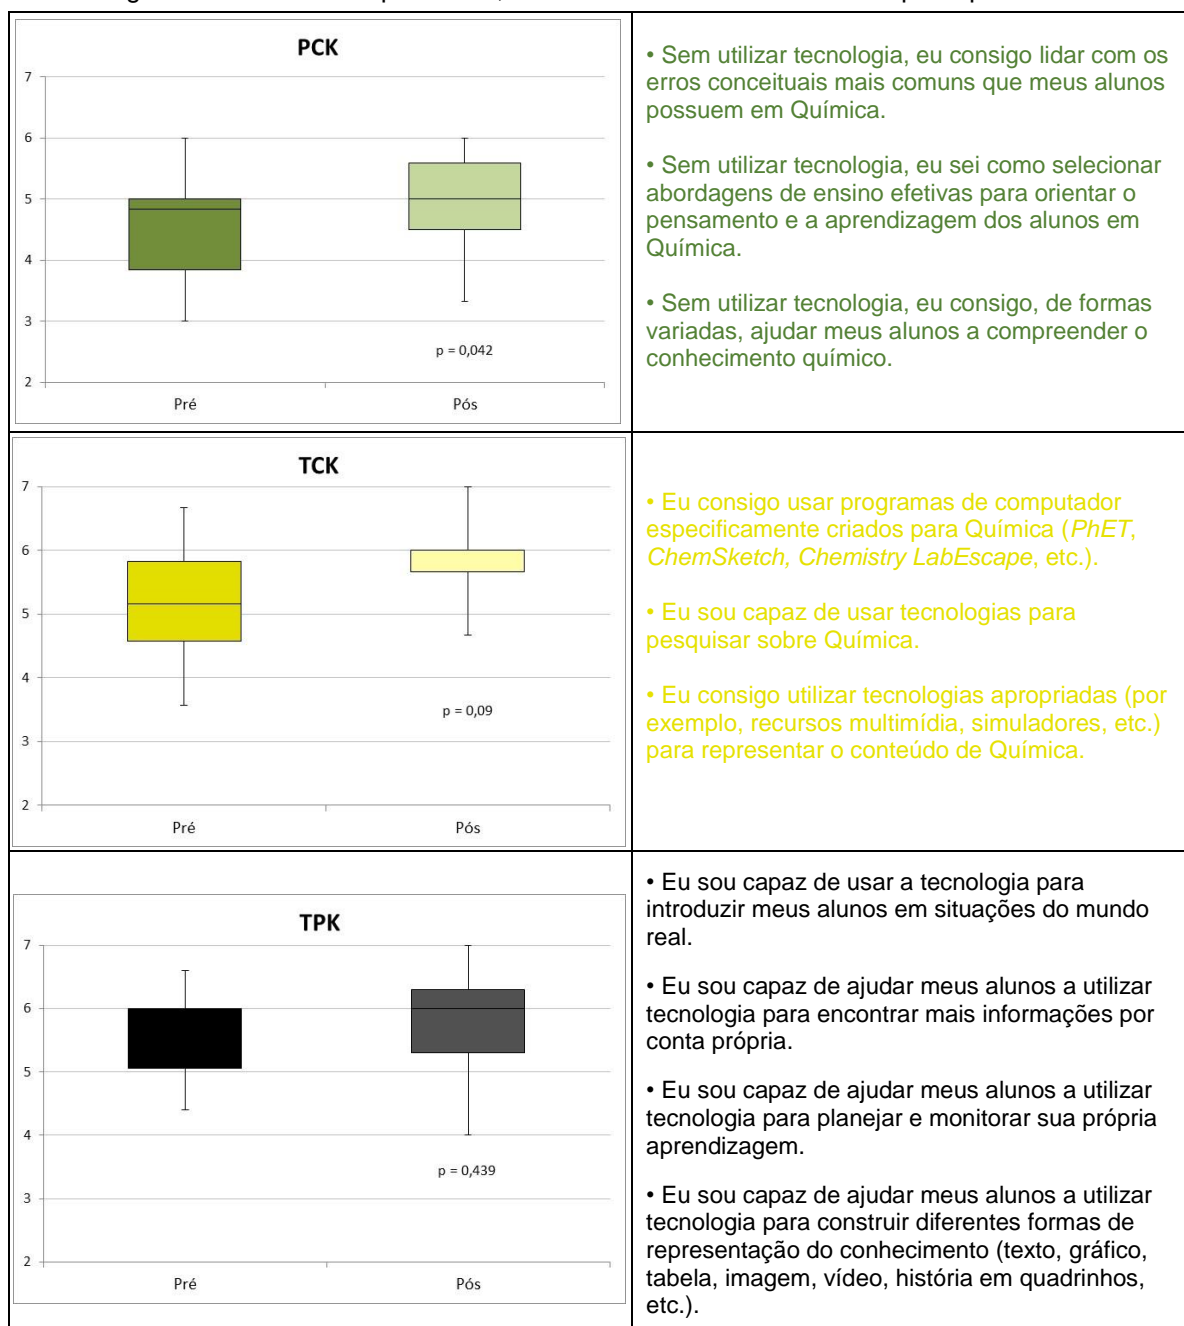 PCK
7
6
5
4
3
2
p = 0,042
Pré
Pós
• Sem utilizar tecnologia, eu consigo lidar com os
erros conceituais mais comuns que meus alunos
possuem em Química.
• Sem utilizar tecnologia, eu sei como selecionar
abordagens de ensino efetivas para orientar o
pensamento e a aprendizagem dos alunos em
Química.
• Sem utilizar tecnologia, eu consigo, de formas
variadas, ajudar meus alunos a compreender o
conhecimento químico.
TCK
7
6
5
4
3
2
p = 0,09
Pré
Pós
• Eu consigo usar programas de computador
especificamente criados para Química (PhET,
ChemSketch, Chemistry LabEscape, etc.).
• Eu sou capaz de usar tecnologias para
pesquisar sobre Química.
• Eu consigo utilizar tecnologias apropriadas (por
exemplo, recursos multimídia, simuladores, etc.)
para representar o conteúdo de Química.
TPK
7
6
5
4
3
2
p = 0,439
Pré
Pós
• Eu sou capaz de usar a tecnologia para
introduzir meus alunos em situações do mundo
real.
• Eu sou capaz de ajudar meus alunos a utilizar
tecnologia para encontrar mais informações por
conta própria.
• Eu sou capaz de ajudar meus alunos a utilizar
tecnologia para planejar e monitorar sua própria
aprendizagem.
• Eu sou capaz de ajudar meus alunos a utilizar
tecnologia para construir diferentes formas de
representação do conhecimento (texto, gráfico,
tabela, imagem, vídeo, história em quadrinhos,
etc.).